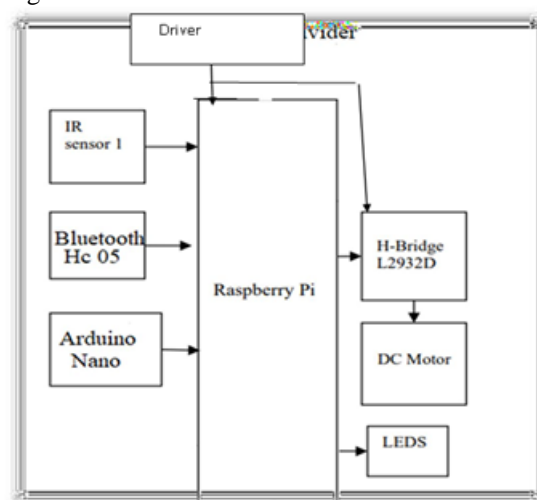 Driver
vider
IR
sensor 1
Bluetooth
Hc 05
H-Bridge
L2932D
Raspberry Pi
Arduino
Nano
DC Motor
LEDS